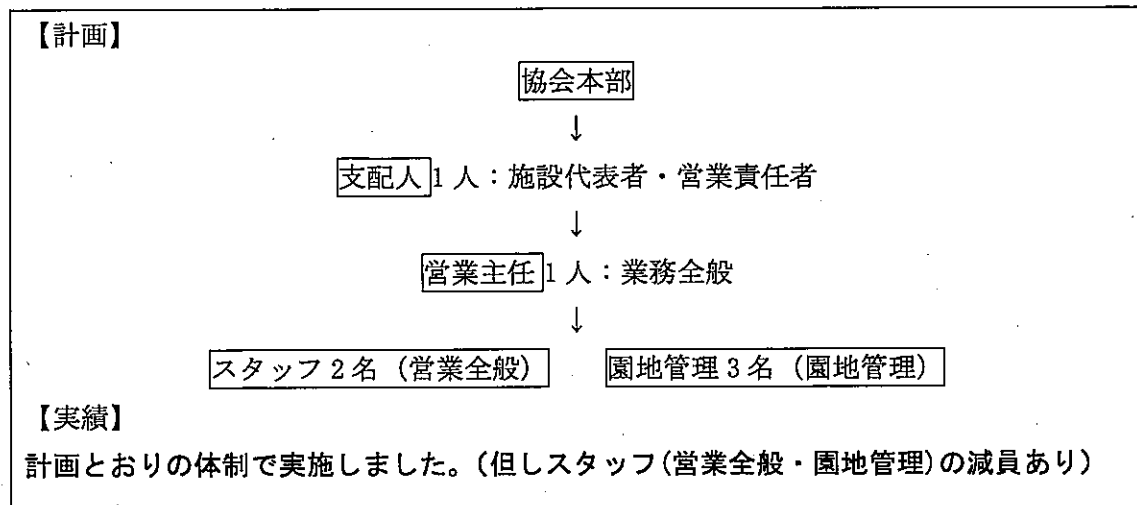 【計画】
協会本部
↓
支配人1人：施設代表者・営業責任者
↓
営業主任1人：業務全般
↓
スタッフ2名（営業全般） 園地管理3名（園地管理）
【実績】
計画とおりの体制で実施しました。（但しスタッフ(営業全般・園地管理)の減員あり）